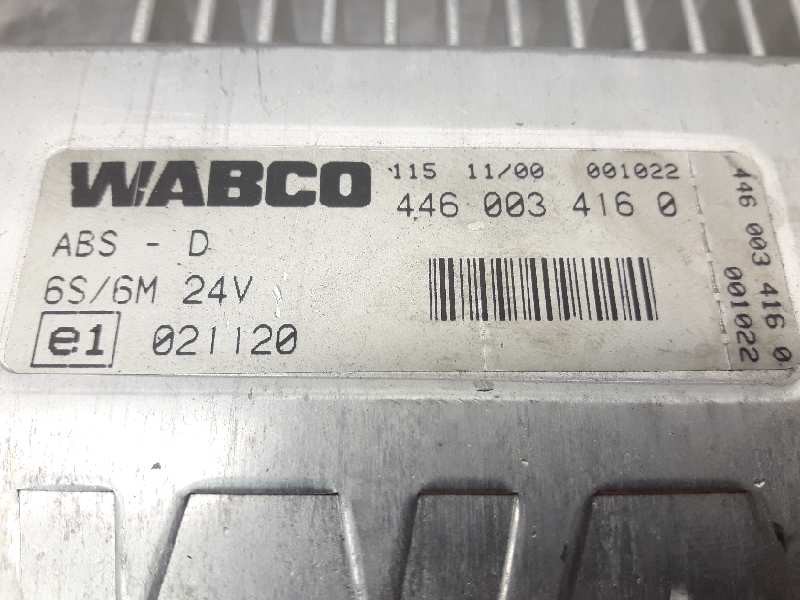 WABCO 115 11/00 001022
446 003 416 0
ABS - D
6S/6M 24V
e1 021120
446 003 416 0
001022